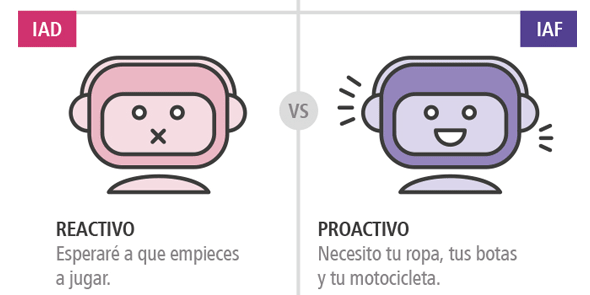 IAD
IAF
VS
REACTIVO
Esperaré a que empieces
a jugar.
PROACTIVO
Necesito tu ropa, tus botas
y tu motocicleta.